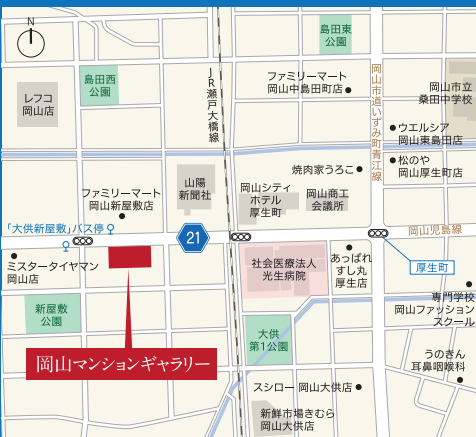 N
島田東
公園
レフコ
岡山店
島田西
公園
JR瀬戸大橋線
ファミリーマート
岡山中島田町店
岡山市道いずみ町青江線
岡山市立
桑田中学校
ウエルシア
岡山東島田店
松のや
岡山厚生町店
焼肉家うろこ
山陽
新聞社
岡山シティ
ホテル
厚生町
岡山商工
会議所
ファミリーマート
岡山新屋敷店
「大供新屋敷」バス停
21
岡山児島線
厚生町
ミスタータイヤマン
岡山店
社会医療法人
光生病院
あっぱれ
すし丸
厚生店
専門学校
岡山ファッション
スクール
新屋敷
公園
大供
第1公園
岡山マンションギャラリー
うのきん
耳鼻咽喉科
スシロー 岡山大供店
新鮮市場きむら
岡山大供店